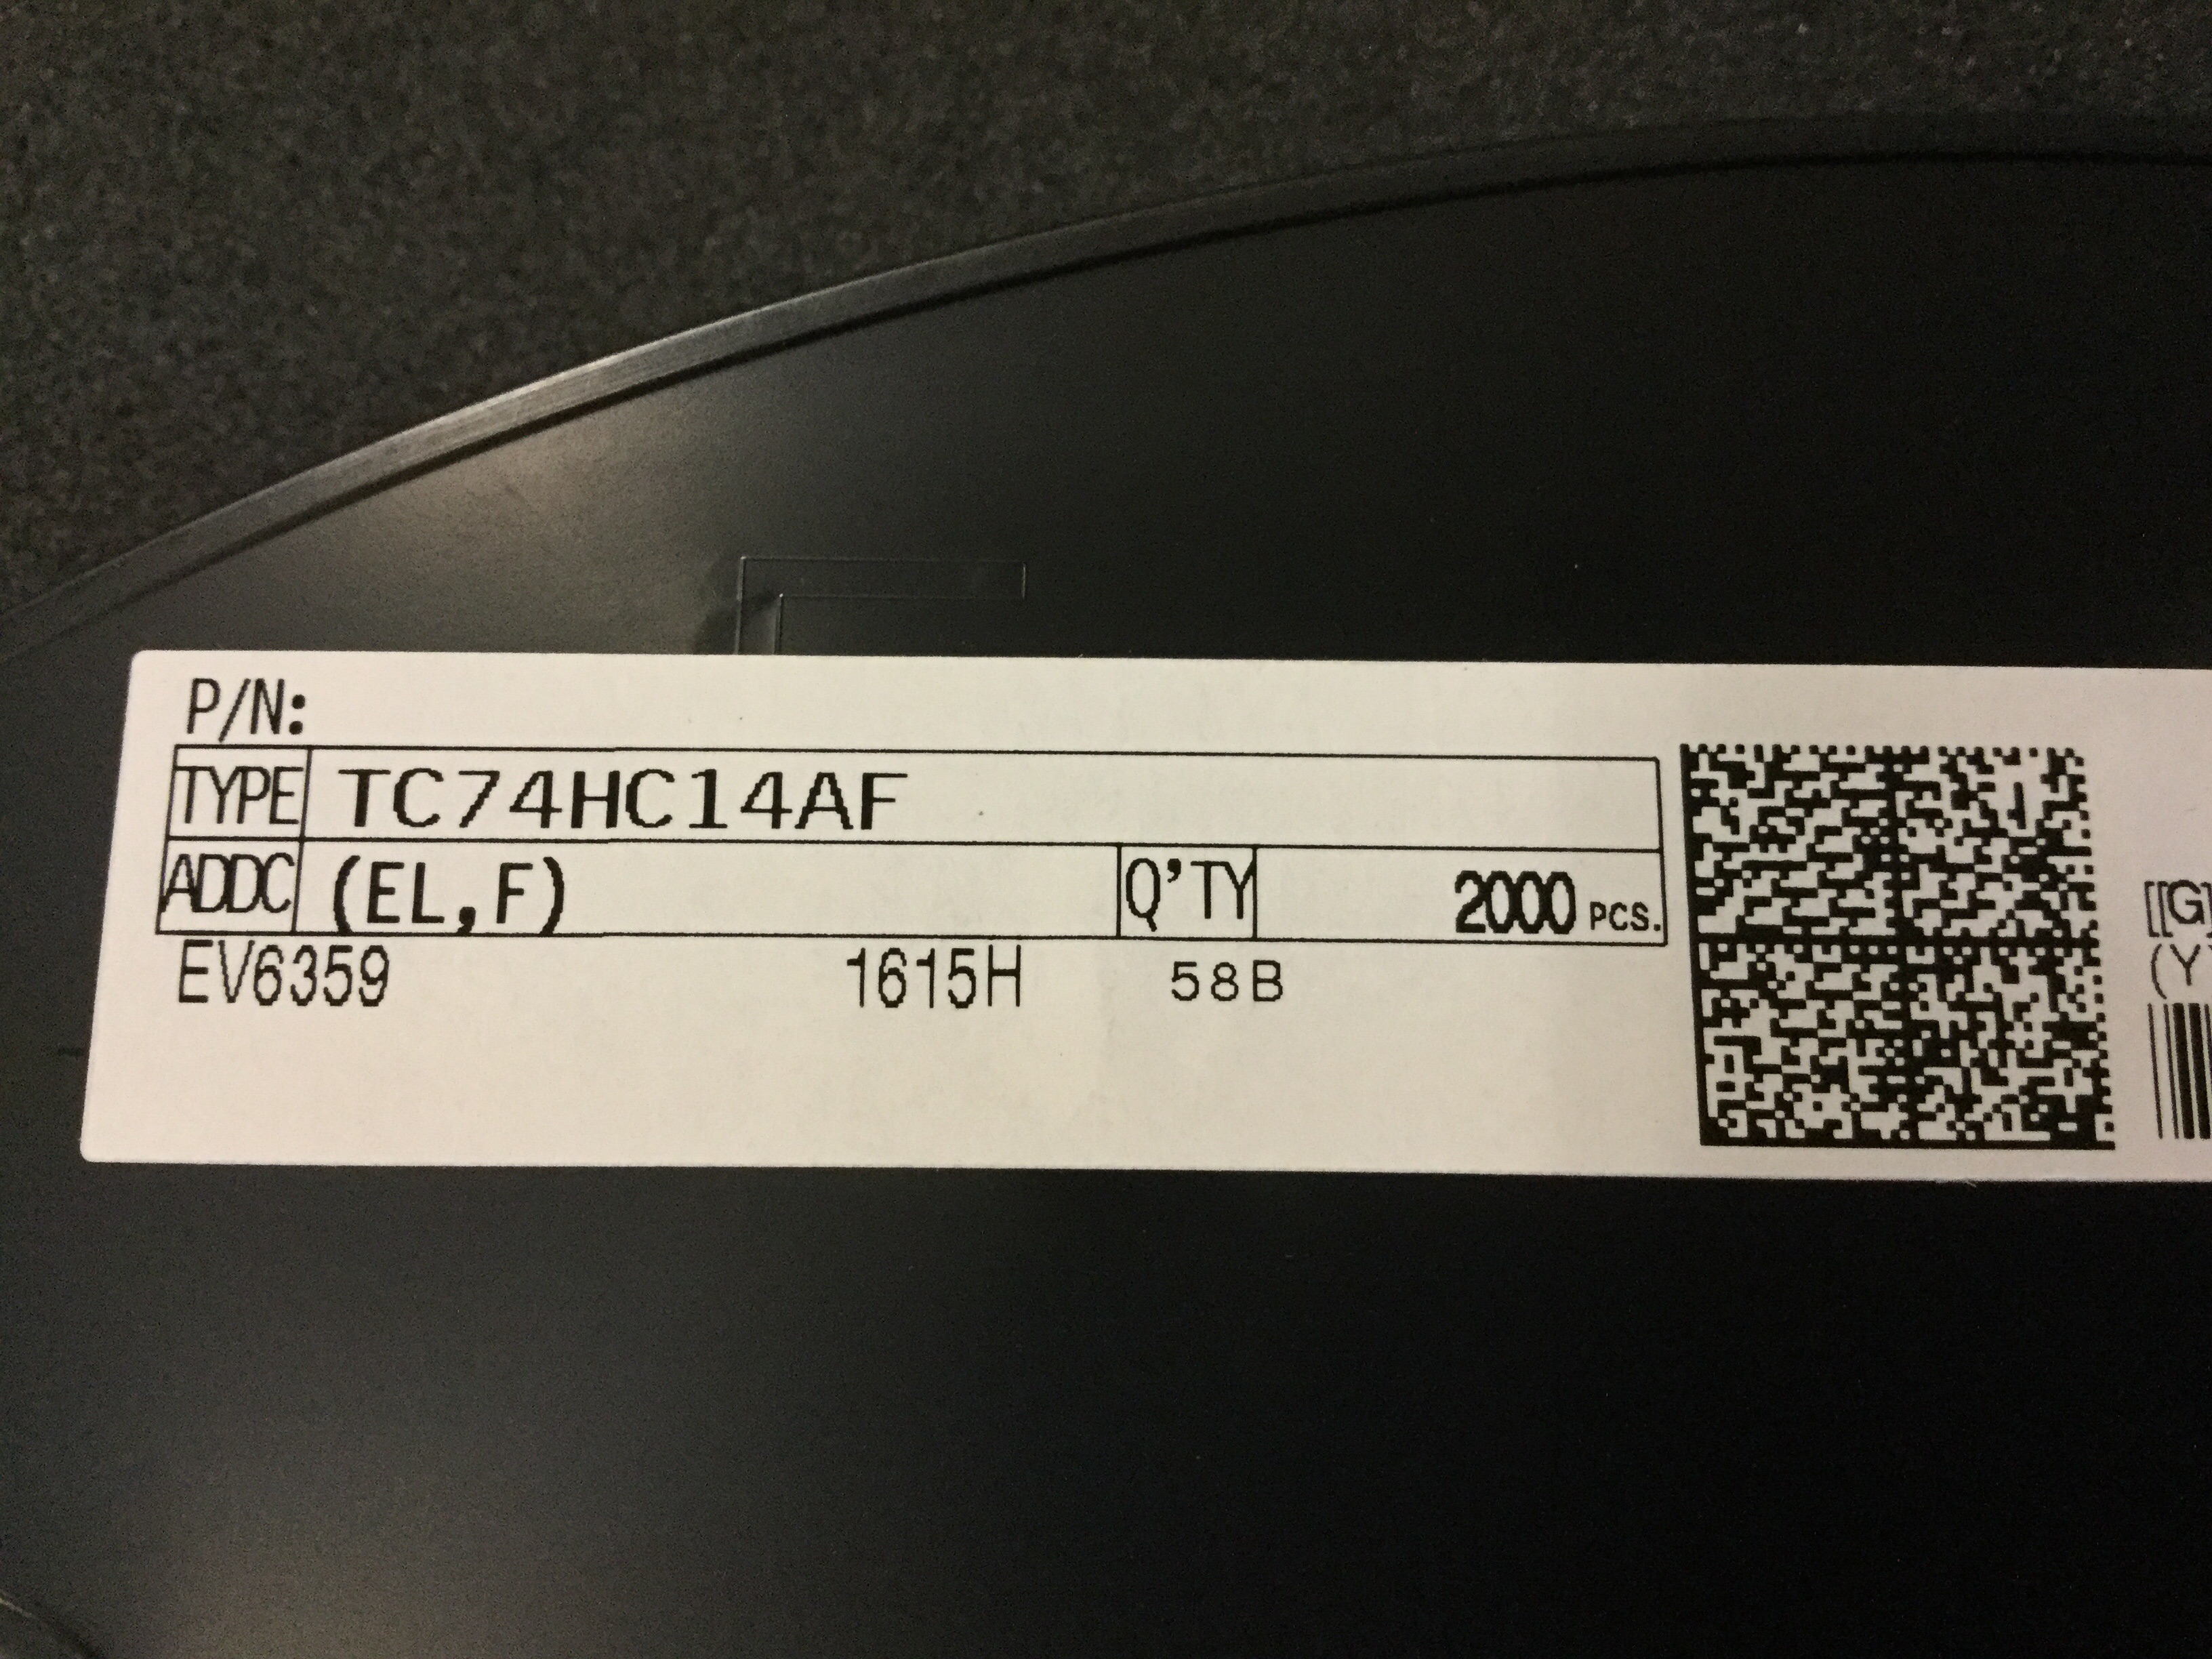 P/N:
TYPE TC74HC14AF
ADDC (EL,F) Q'TY 2000 PCS.
EV6359 1615H 58B
[[G]
(Y)